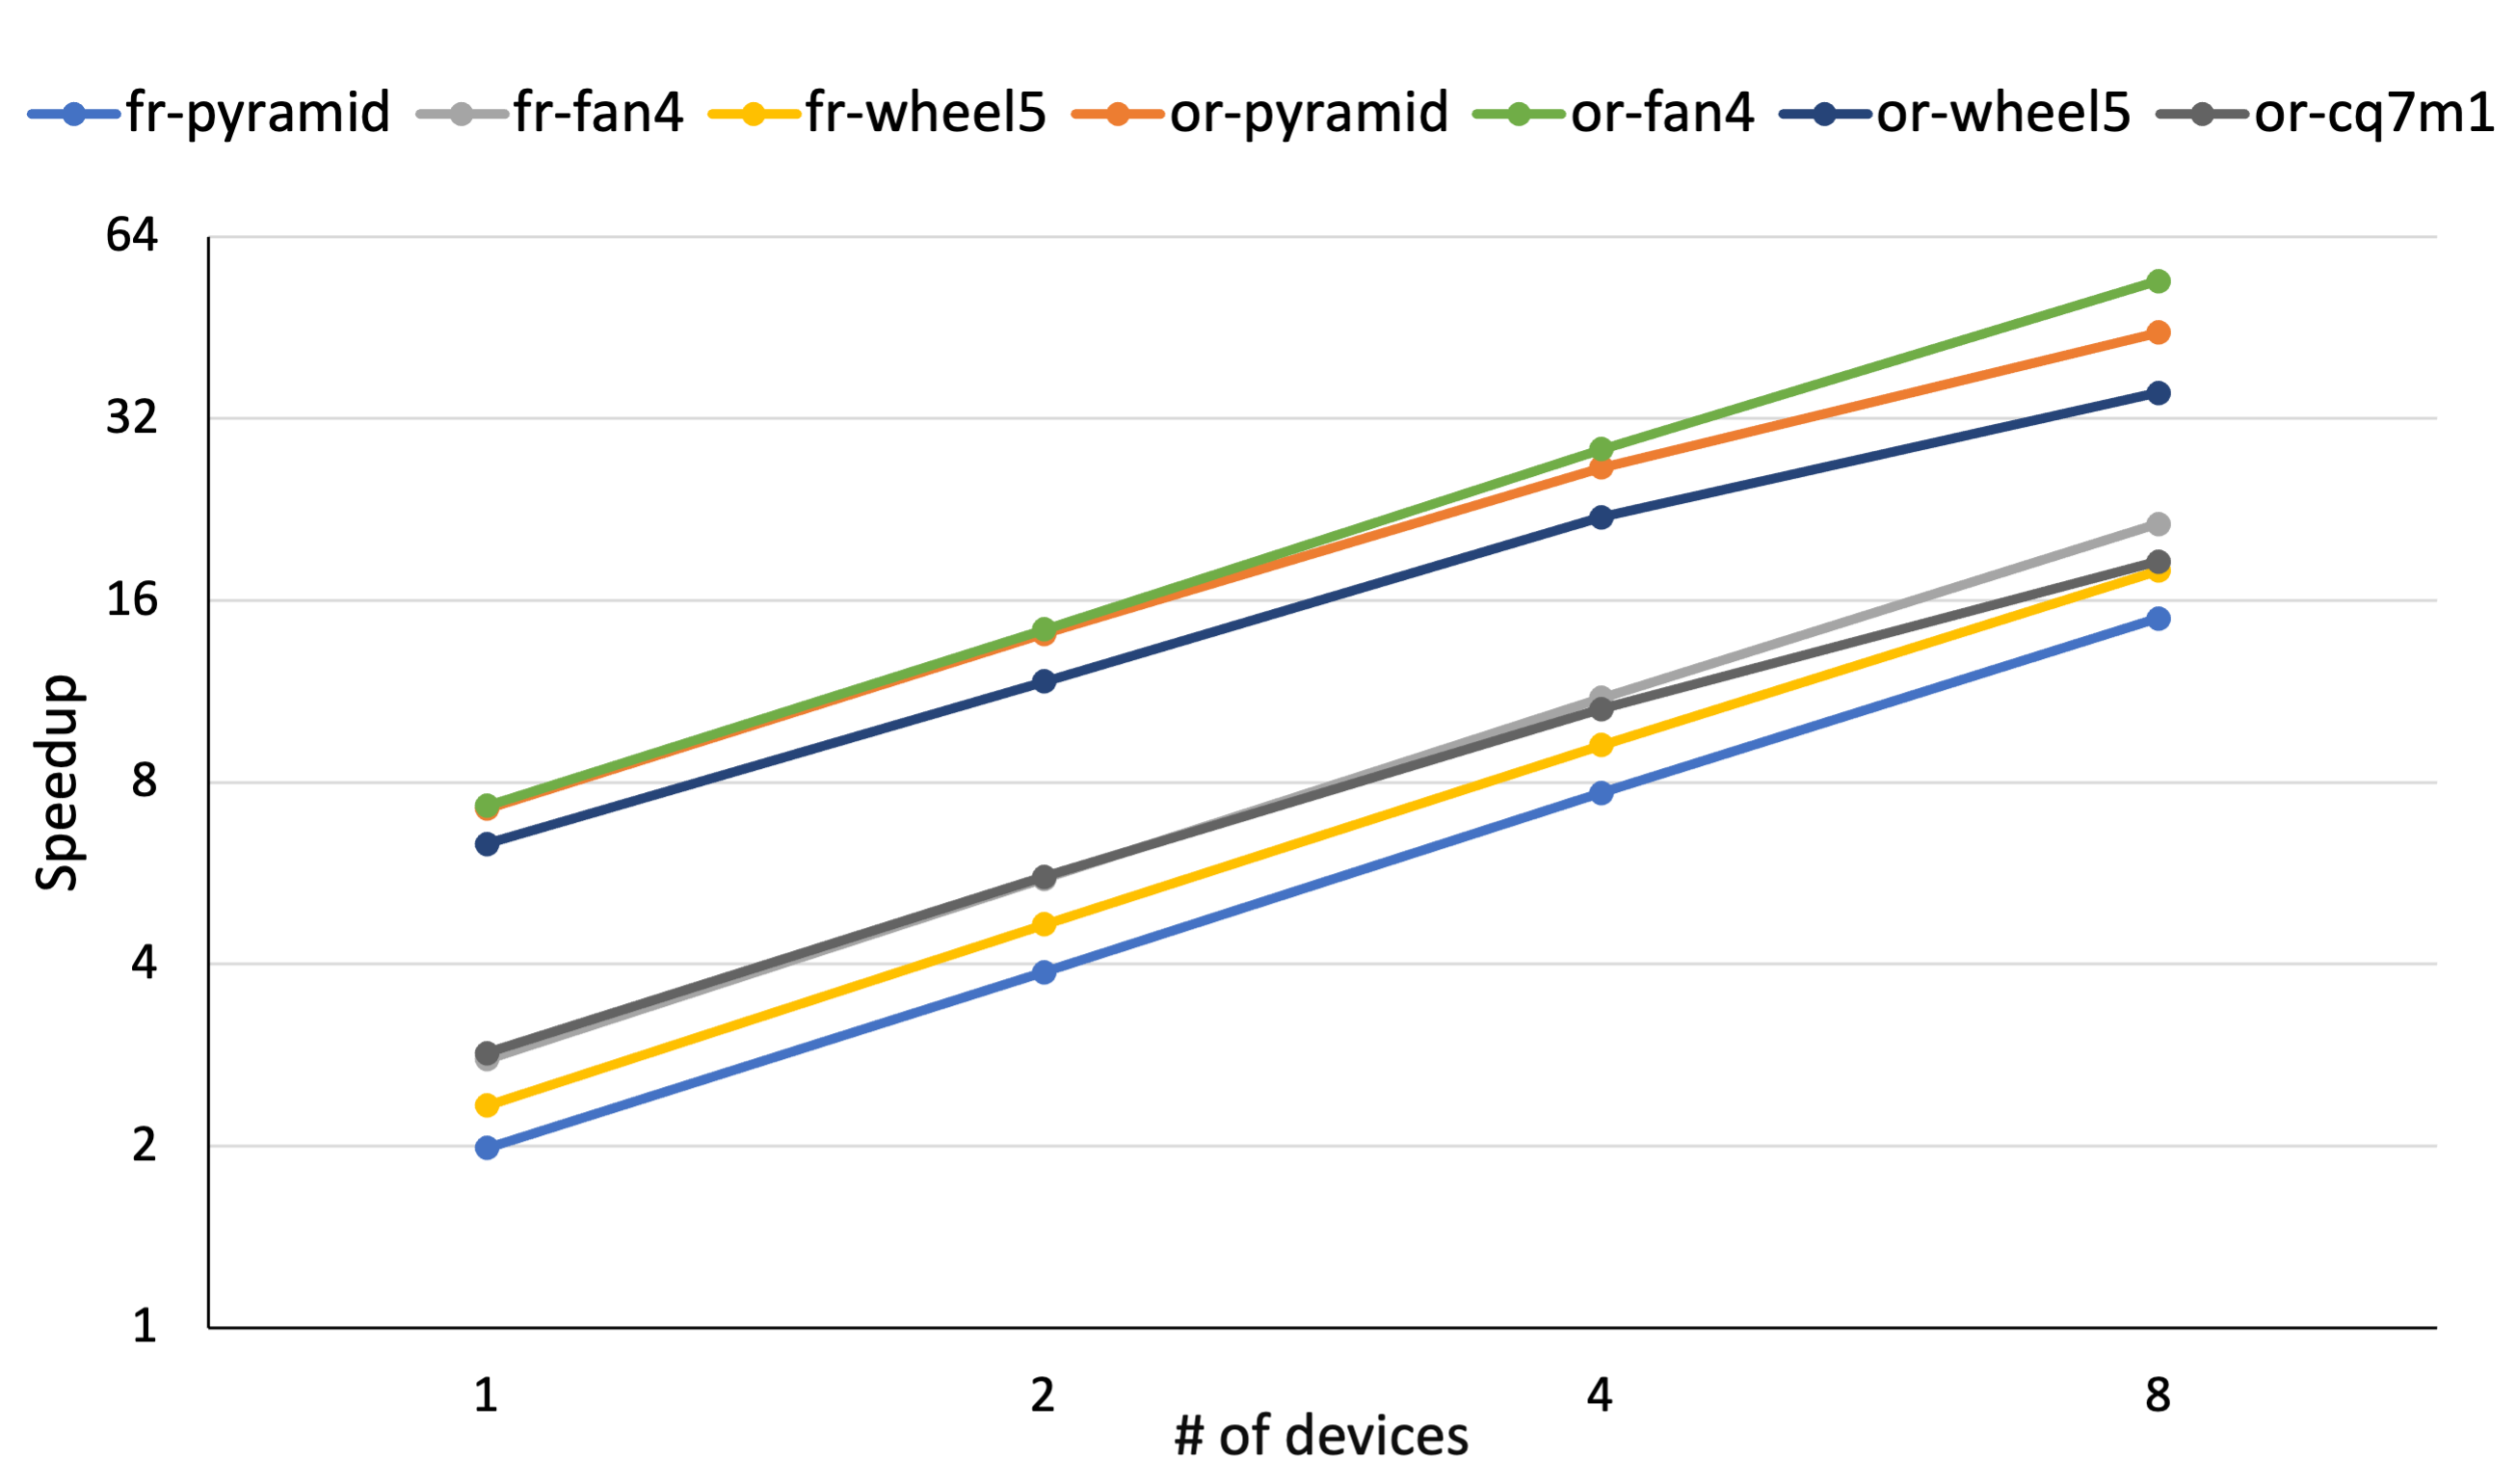 fr-pyramid fr-fan4 fr-wheel5 or-pyramid or-fan4 or-wheel5 or-cq7m1
64
32
16
8
4
2
1
Speedup
1 2 4 8
# of devices